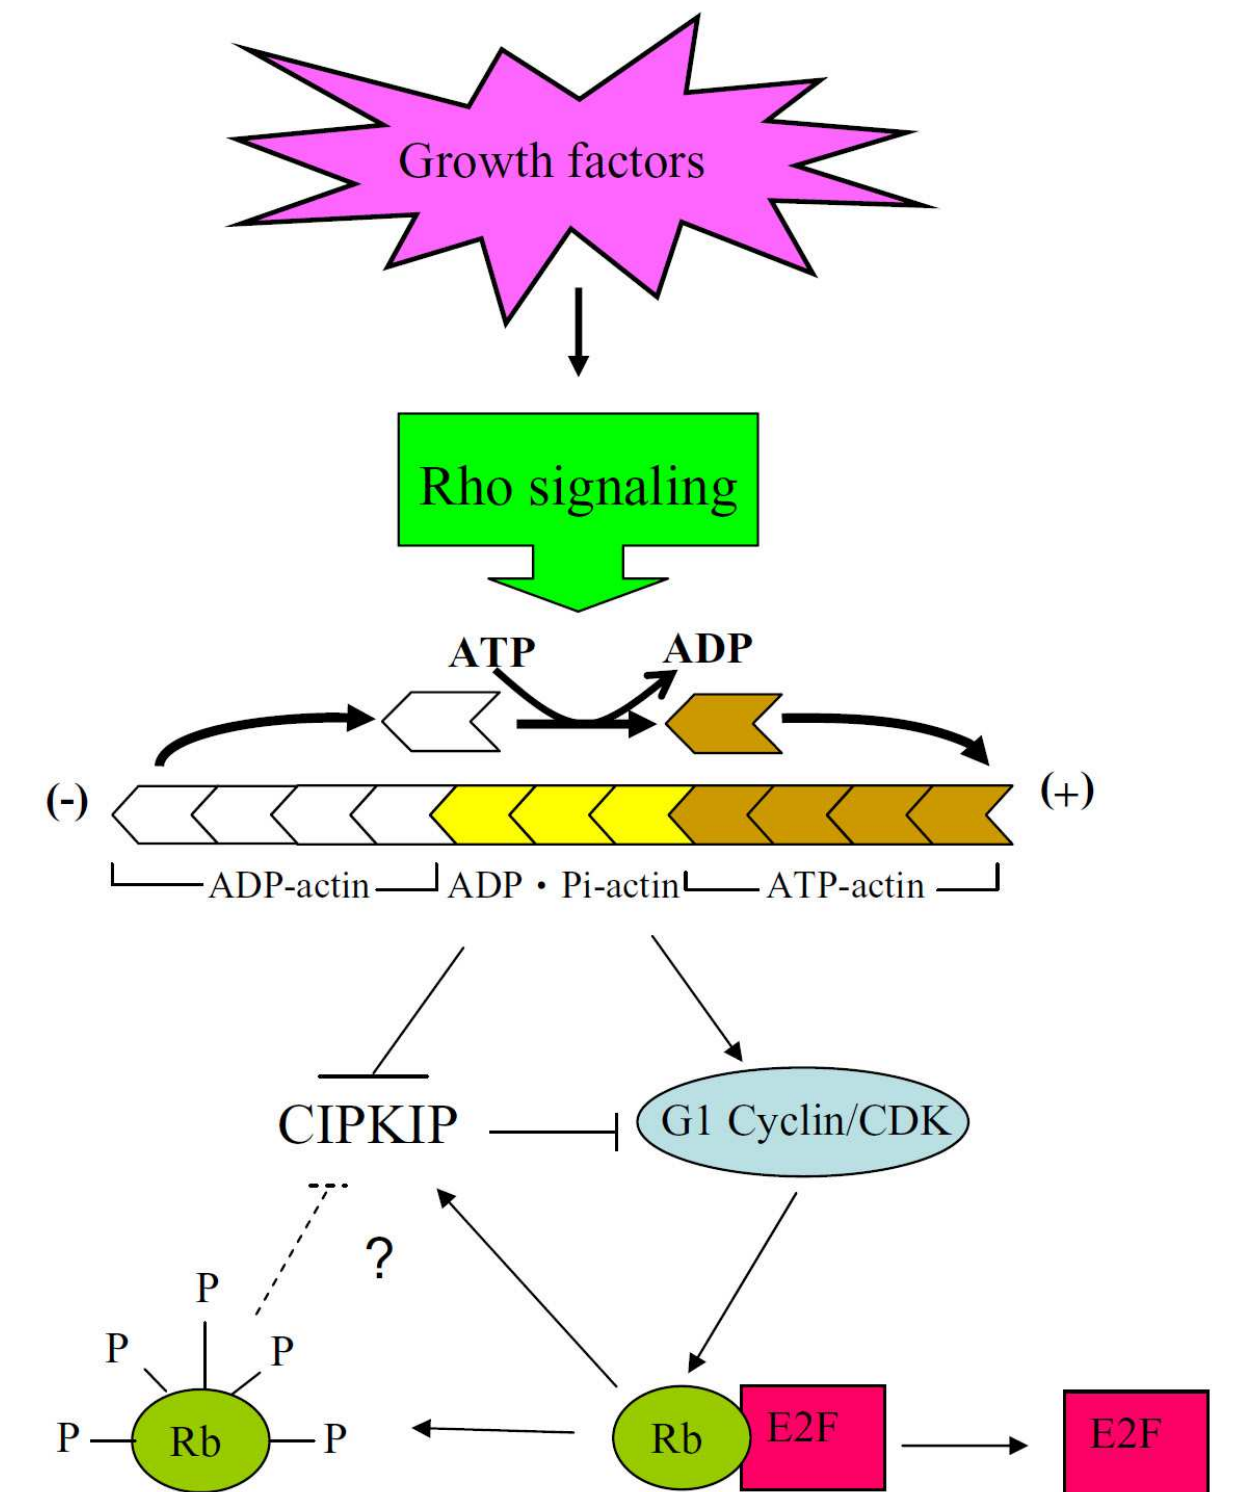 Growth factors
Rho signaling
ATP
ADP
(-)
(+)
ADP-actin
ADP・Pi-actin
ATP-actin
CIPKIP
G1 Cyclin/CDK
?
P
P
P
P
Rb
P
Rb
E2F
E2F